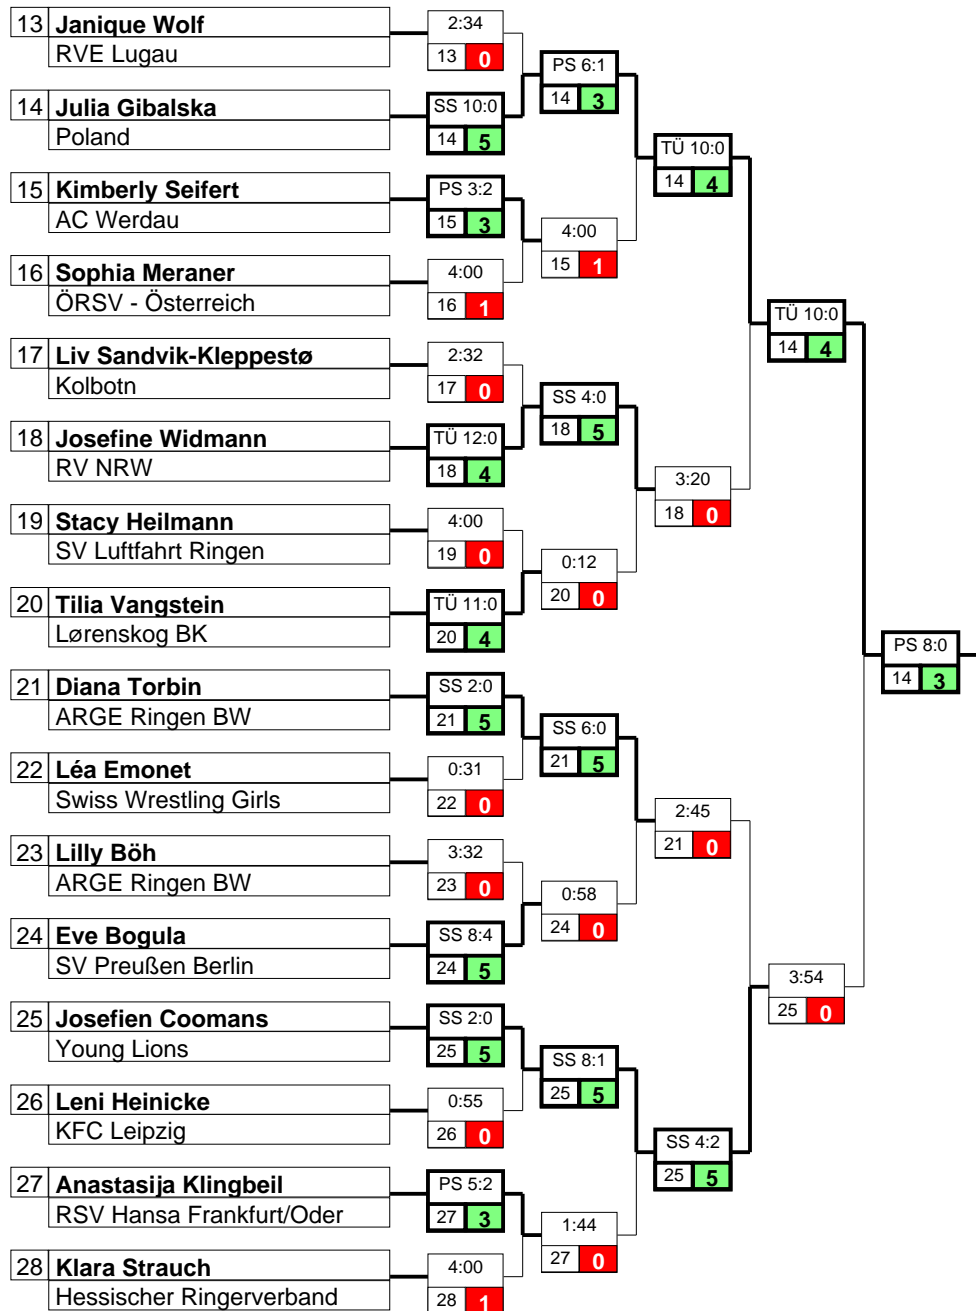 13 Janique Wolf
RVE Lugau
2:34
13 0
14 Julia Gibalska
Poland
SS 10:0
14 5
PS 6:1
14 3
15 Kimberly Seifert
AC Werdau
PS 3:2
15 3
16 Sophia Meraner
ÖRSV - Österreich
4:00
16 1
4:00
15 1
TÜ 10:0
14 4
17 Liv Sandvik-Kleppestø
Kolbotn
2:32
17 0
18 Josefine Widmann
RV NRW
TÜ 12:0
18 4
SS 4:0
18 5
19 Stacy Heilmann
SV Luftfahrt Ringen
4:00
19 0
20 Tilia Vangstein
Lørenskog BK
TÜ 11:0
20 4
0:12
20 0
3:20
18 0
TÜ 10:0
14 4
21 Diana Torbin
ARGE Ringen BW
SS 2:0
21 5
22 Léa Emonet
Swiss Wrestling Girls
0:31
22 0
SS 6:0
21 5
23 Lilly Böh
ARGE Ringen BW
3:32
23 0
24 Eve Bogula
SV Preußen Berlin
SS 8:4
24 5
0:58
24 0
2:45
21 0
25 Josefien Coomans
Young Lions
SS 2:0
25 5
26 Leni Heinicke
KFC Leipzig
0:55
26 0
SS 8:1
25 5
27 Anastasija Klingbeil
RSV Hansa Frankfurt/Oder
PS 5:2
27 3
28 Klara Strauch
Hessischer Ringerverband
4:00
28 1
1:44
27 0
SS 4:2
25 5
3:54
25 0
PS 8:0
14 3